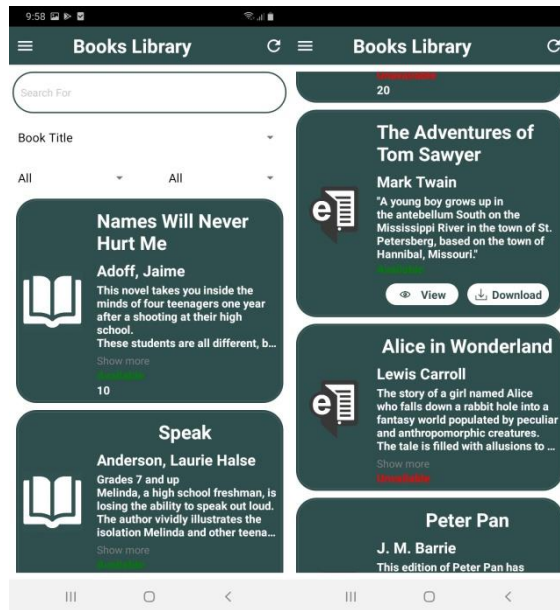 9:58
Books Library
Search For
Book Title
All All
Names Will Never
Hurt Me
Adoff, Jaime
This novel takes you inside the
minds of four teenagers one year
after a shooting at their high
school.
These students are all different, b...
Show more
Available
10
Speak
Anderson, Laurie Halse
Grades 7 and up
Melinda, a high school freshman, is
losing the ability to speak out loud.
The author vividly illustrates the
isolation Melinda and other teena...
Show more
Books Library
20
The Adventures of
Tom Sawyer
Mark Twain
"A young boy grows up in
the antebellum South on the
Mississippi River in the town of St.
Petersberg, based on the town of
Hannibal, Missouri."
View Download
Alice in Wonderland
Lewis Carroll
The story of a girl named Alice
who falls down a rabbit hole into a
fantasy world populated by peculiar
and anthropomorphic creatures.
The tale is filled with allusions to ...
Show more
Peter Pan
J. M. Barrie
This edition of Peter Pan has